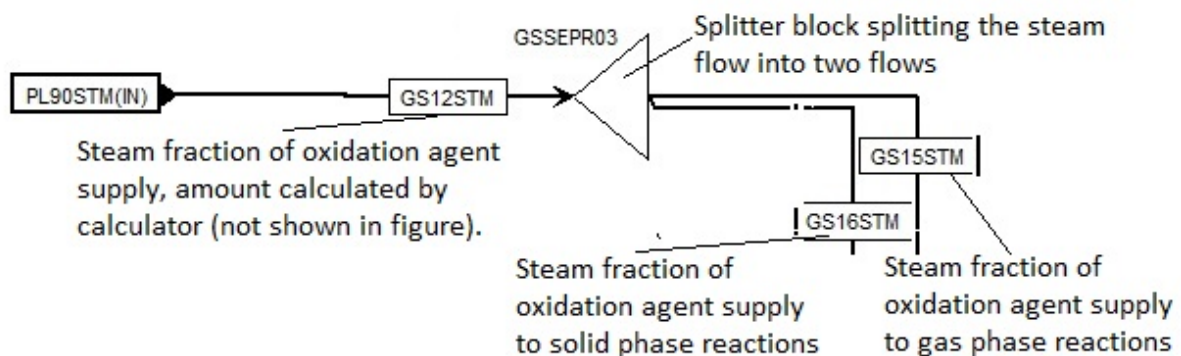 GSSEPR03
Splitter block splitting the steam
flow into two flows
PL90STM(IN)
GS12STM
Steam fraction of oxidation agent
supply, amount calculated by
calculator (not shown in figure).
GS15STM
GS16STM
Steam fraction of
oxidation agent supply
to solid phase reactions
Steam fraction of
oxidation agent supply
to gas phase reactions